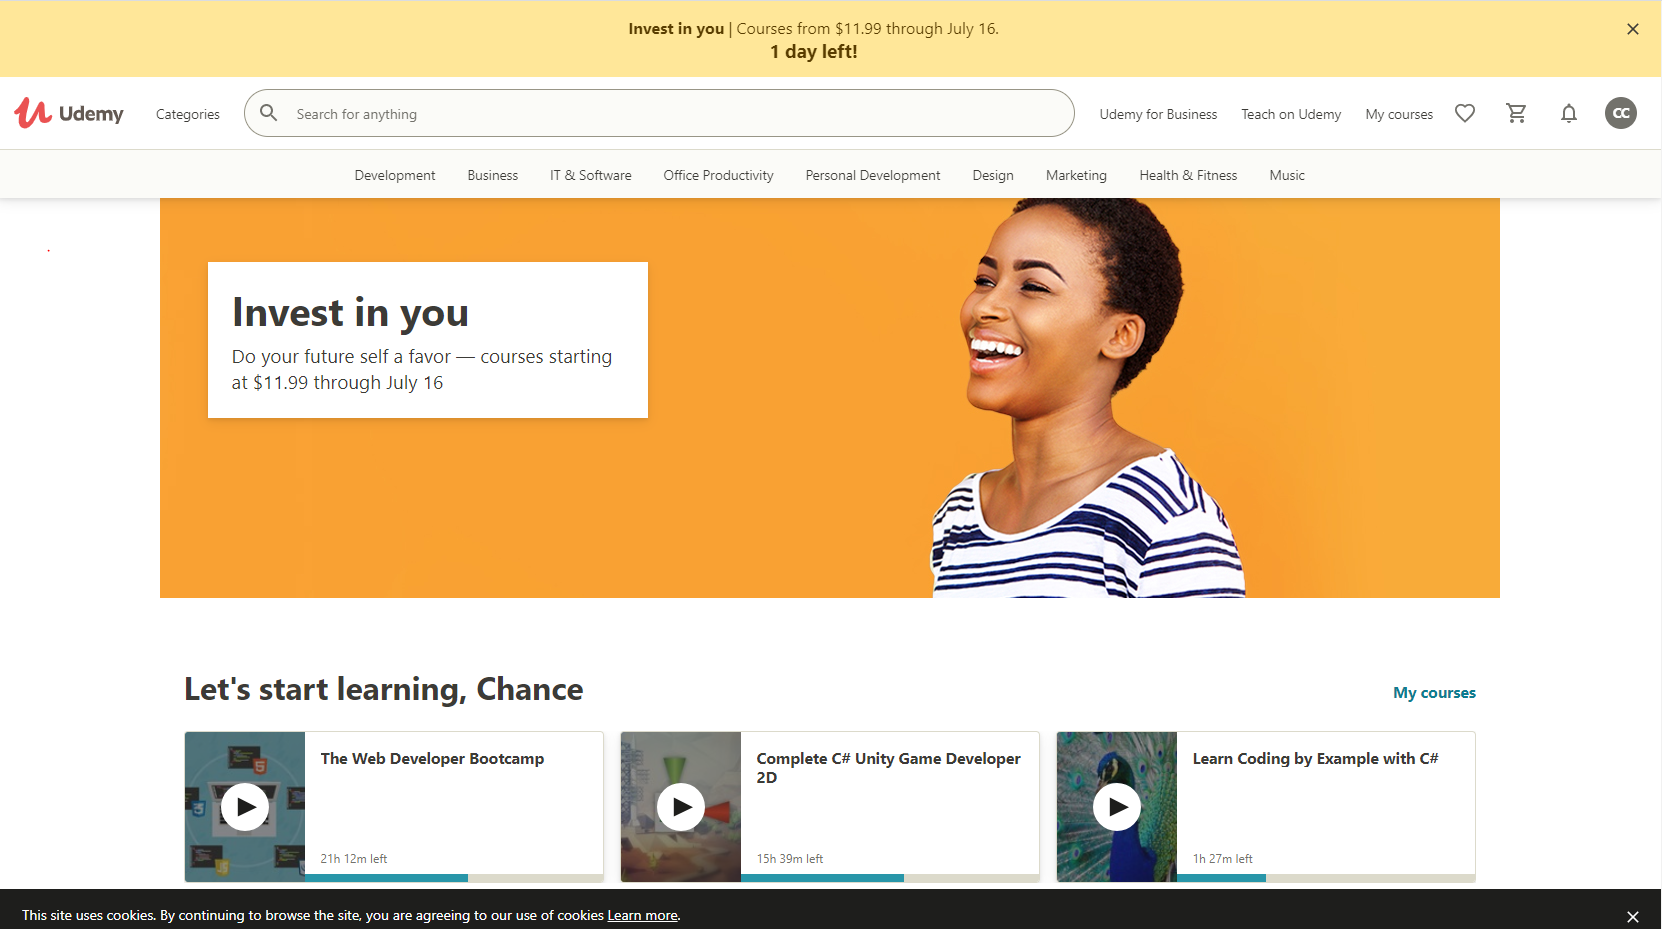 Invest in you | Courses from $11.99 through July 16.
1 day left!
Udemy
Categories
Search for anything
Udemy for Business
Teach on Udemy
My courses
CC
Development
Business
IT & Software
Office Productivity
Personal Development
Design
Marketing
Health & Fitness
Music
Invest in you
Do your future self a favor — courses starting
at $11.99 through July 16
Let's start learning, Chance
My courses
The Web Developer Bootcamp
21h 12m left
Complete C# Unity Game Developer
2D
15h 39m left
Learn Coding by Example with C#
1h 27m left
This site uses cookies. By continuing to browse the site, you are agreeing to our use of cookies Learn more.